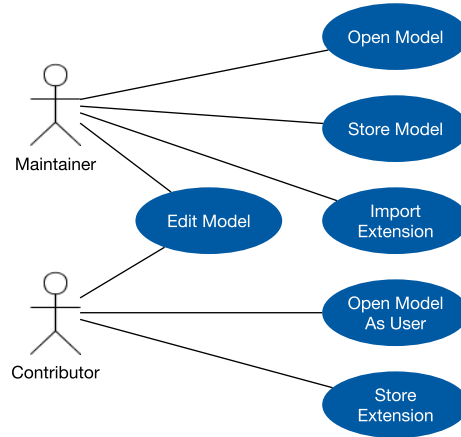 Open Model
Store Model
Maintainer
Import
Extension
Edit Model
Open Model
As User
Contributor
Store
Extension